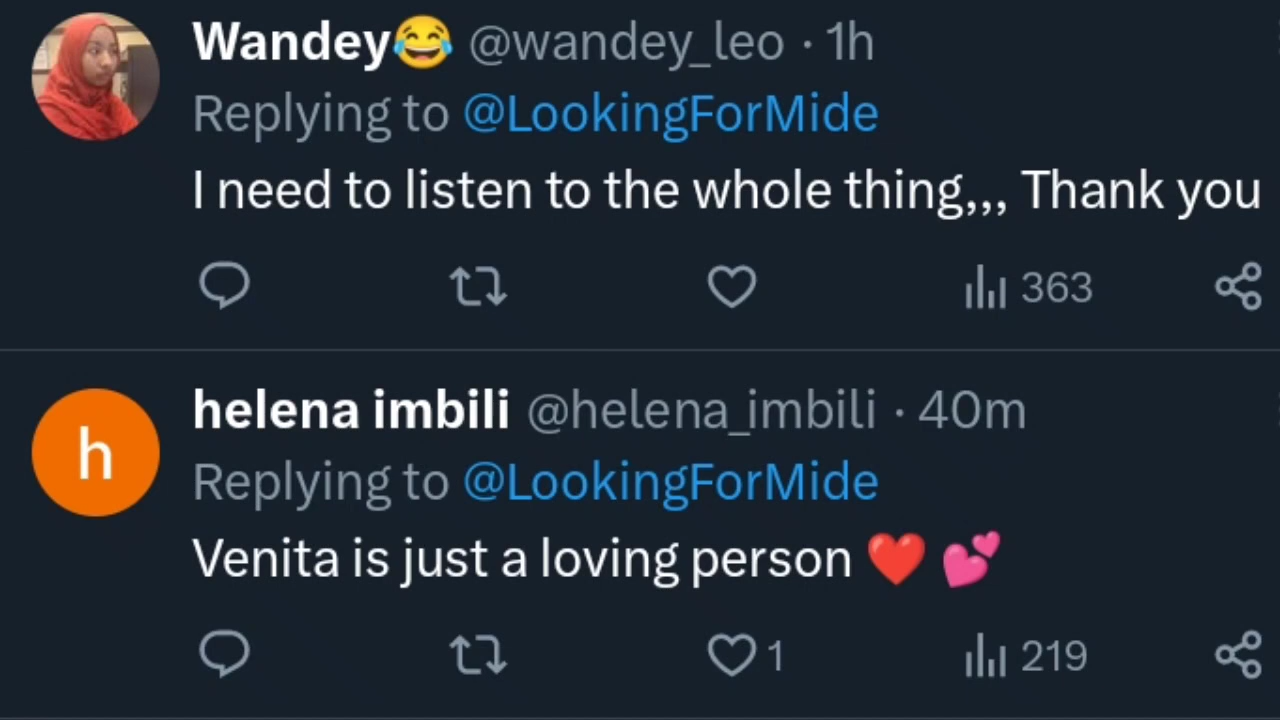 Wandey😂 @wandey_leo · 1h
Replying to @LookingForMide
I need to listen to the whole thing,,, Thank you
363
h
helena imbili @helena_imbili · 40m
Replying to @LookingForMide
Venita is just a loving person ❤️ 💕
1 219